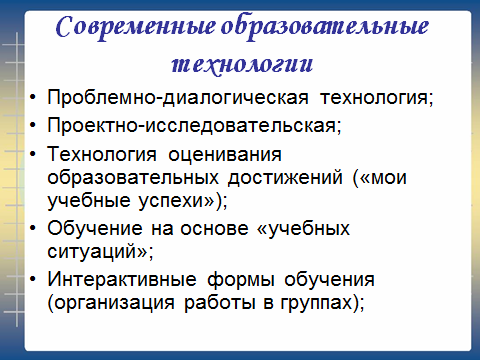 Современные образовательные
технологии
• Проблемно-диалогическая технология;
• Проектно-исследовательская;
• Технология оценивания
образовательных достижений («мои
учебные успехи»);
• Обучение на основе «учебных
ситуаций»;
• Интерактивные формы обучения
(организация работы в группах);